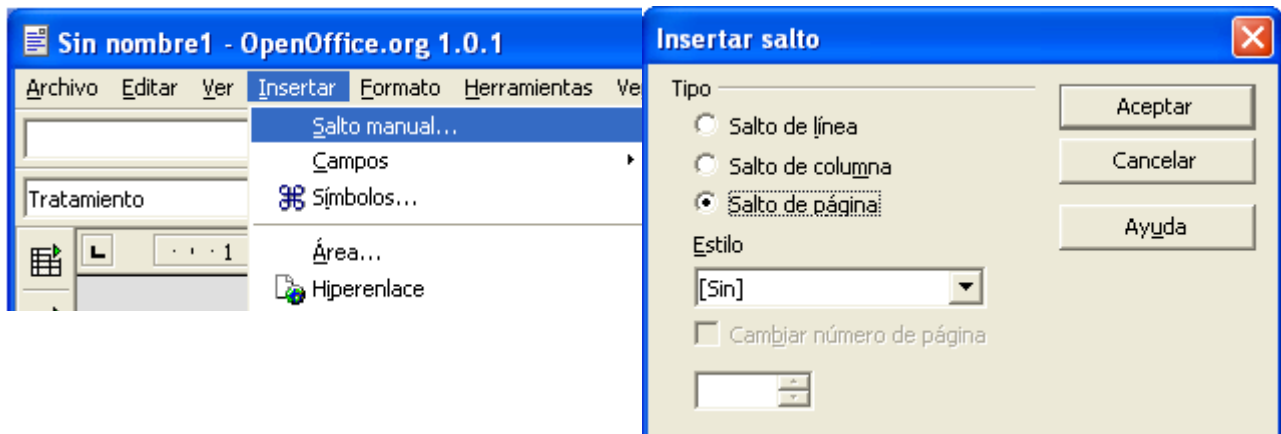 Sin nombre1 - OpenOffice.org 1.0.1
Archivo Editar Ver Insertar Formato Herramientas Ve
Salto manual...
Campos
Símbolos...
Tratamiento
1
Área...
Hiperenlace
Insertar salto
Tipo
Salto de línea
Salto de columna
Salto de página
Estilo
[Sin]
Cambiar número de página
Aceptar
Cancelar
Ayuda